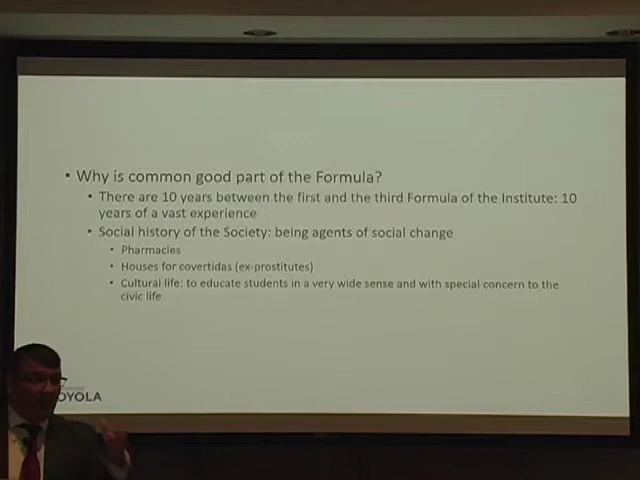 • Why is common good part of the Formula?
• There are 10 years between the first and the third Formula of the Institute: 10
years of a vast experience
• Social history of the Society: being agents of social change
• Pharmacies
• Houses for covertidas (ex-prostitutes)
• Cultural life: to educate students in a very wide sense and with special concern to the
civic life
OYOLA